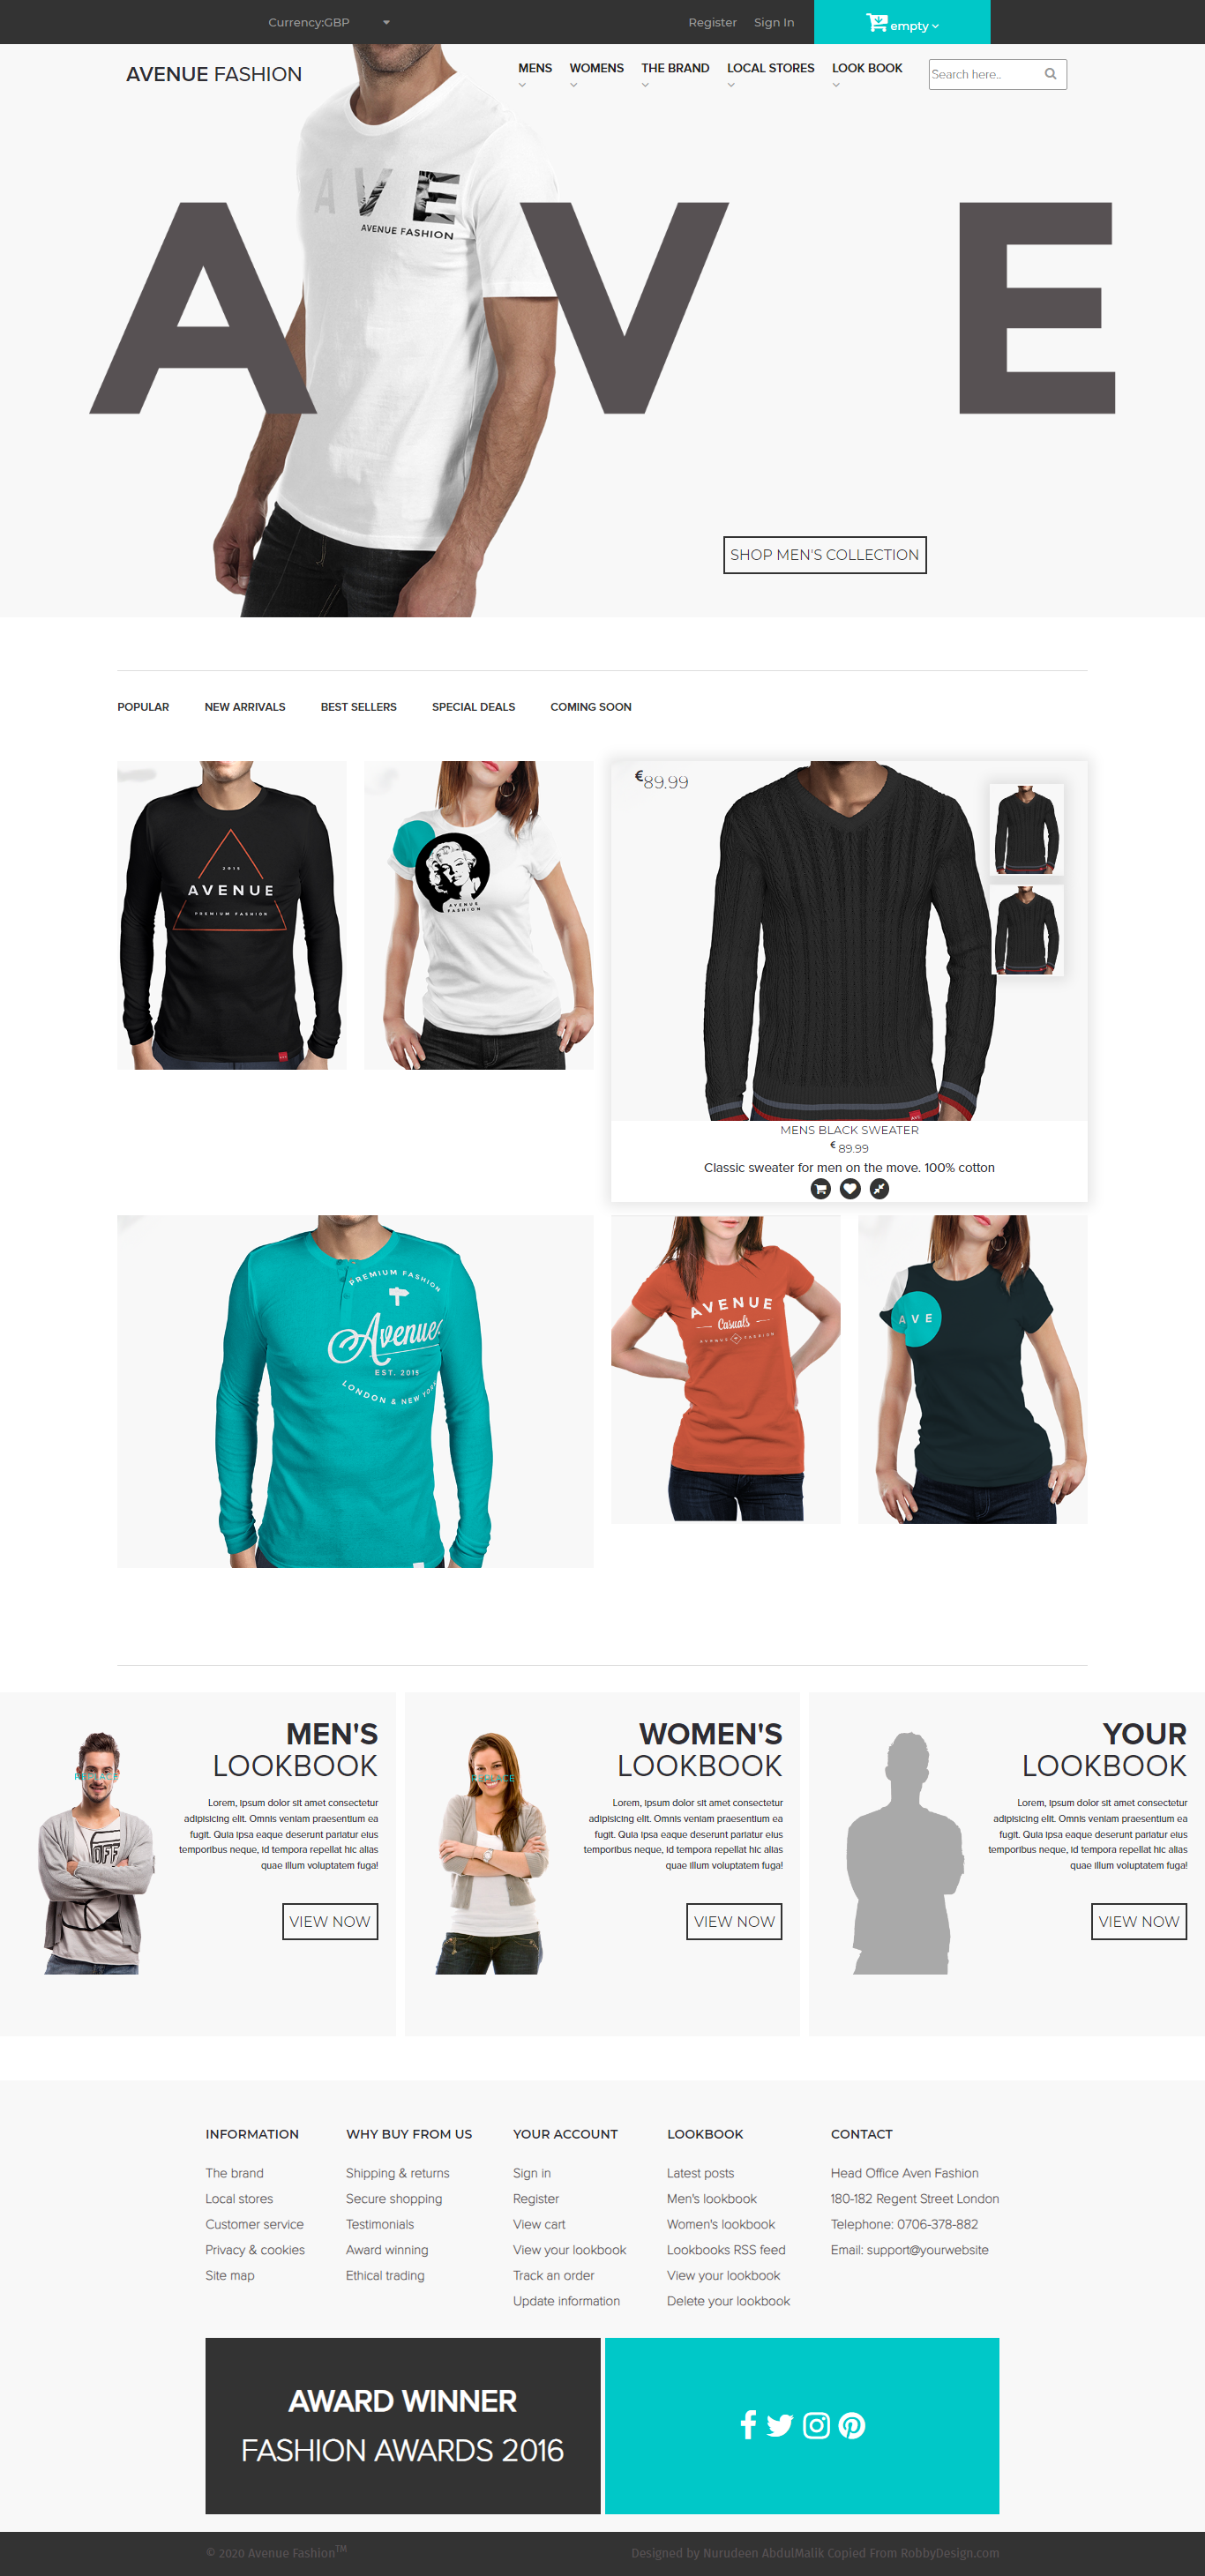 Currency:GBP
Register Sign In
empty
AVENUE FASHION
MENS WOMENS THE BRAND LOCAL STORES LOOK BOOK
Search here..
AVE
AVENUE FASHION
A V E
SHOP MEN'S COLLECTION
POPULAR NEW ARRIVALS BEST SELLERS SPECIAL DEALS COMING SOON
2015
AVENUE
PREMIUM FASHION
AVENUE
FASHION
€89.99
MENS BLACK SWEATER
€ 89.99
Classic sweater for men on the move. 100% cotton
PREMIUM FASHION
Avenue
EST. 2015
LONDON & NEW YORK
AVENUE
Casuals
AVENUE FASHION
AVE
MEN'S
LOOKBOOK
Lorem, ipsum dolor sit amet consectetur
adipisicing elit. Omnis veniam praesentium ea
fugit. Quia ipsa eaque deserunt pariatur eius
temporibus neque, id tempora repellat hic alias
quae illum voluptatem fuga!
VIEW NOW
OFF
WOMEN'S
LOOKBOOK
Lorem, ipsum dolor sit amet consectetur
adipisicing elit. Omnis veniam praesentium ea
fugit. Quia ipsa eaque deserunt pariatur eius
temporibus neque, id tempora repellat hic alias
quae illum voluptatem fuga!
VIEW NOW
YOUR
LOOKBOOK
Lorem, ipsum dolor sit amet consectetur
adipisicing elit. Omnis veniam praesentium ea
fugit. Quia ipsa eaque deserunt pariatur eius
temporibus neque, id tempora repellat hic alias
quae illum voluptatem fuga!
VIEW NOW
INFORMATION
The brand
Local stores
Customer service
Privacy & cookies
Site map
WHY BUY FROM US
Shipping & returns
Secure shopping
Testimonials
Award winning
Ethical trading
YOUR ACCOUNT
Sign in
Register
View cart
View your lookbook
Track an order
Update information
LOOKBOOK
Latest posts
Men's lookbook
Women's lookbook
Lookbooks RSS feed
View your lookbook
Delete your lookbook
CONTACT
Head Office Aven Fashion
180-182 Regent Street London
Telephone: 0706-378-882
Email: support@yourwebsite
AWARD WINNER
FASHION AWARDS 2016
© 2020 Avenue Fashion™
Designed by Nurudeen AbdulMalik Copied From RobbyDesign.com